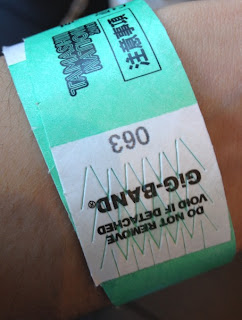 DO NOT REMOVE
VOID IF DETACHED
GiG-BAND®
063
注意事項